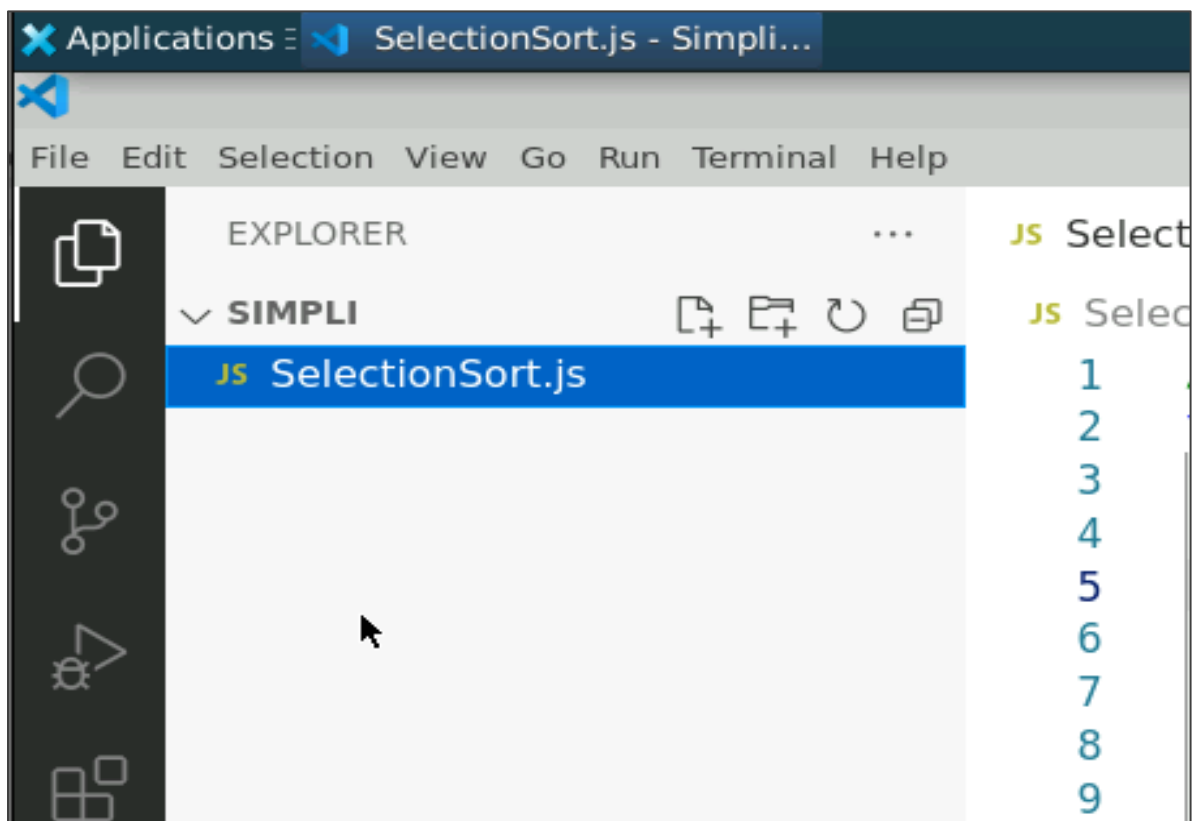 Applications SelectionSort.js - Simpli...
File Edit Selection View Go Run Terminal Help
EXPLORER ...
JS Select
SIMPLI
JS Selec
JS SelectionSort.js
1
2
3
4
5
6
7
8
9